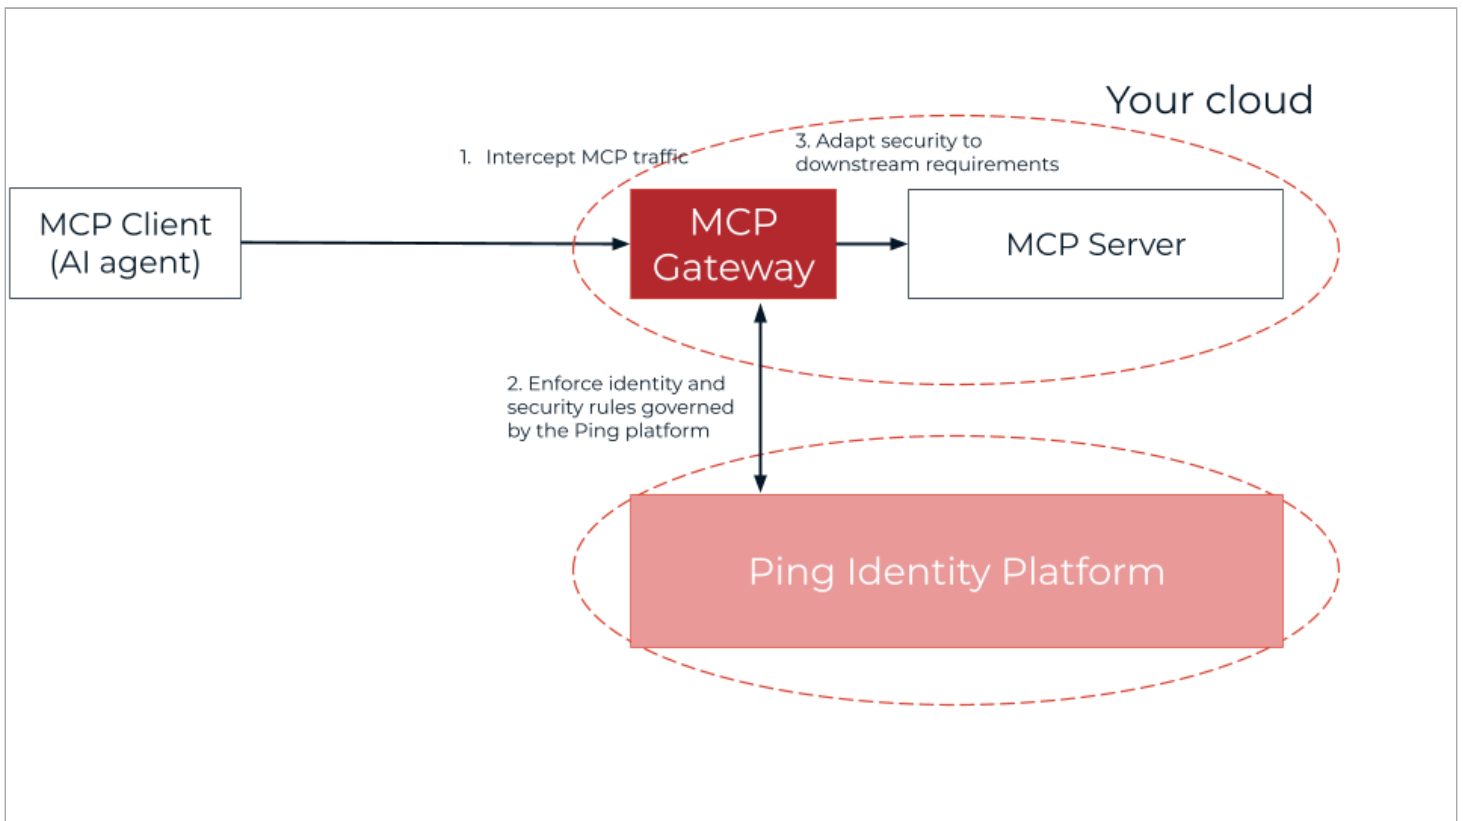 Your cloud
1. Intercept MCP traffic
3. Adapt security to
downstream requirements
MCP Client
(AI agent)
MCP
Gateway
MCP Server
2. Enforce identity and
security rules governed
by the Ping platform
Ping Identity Platform